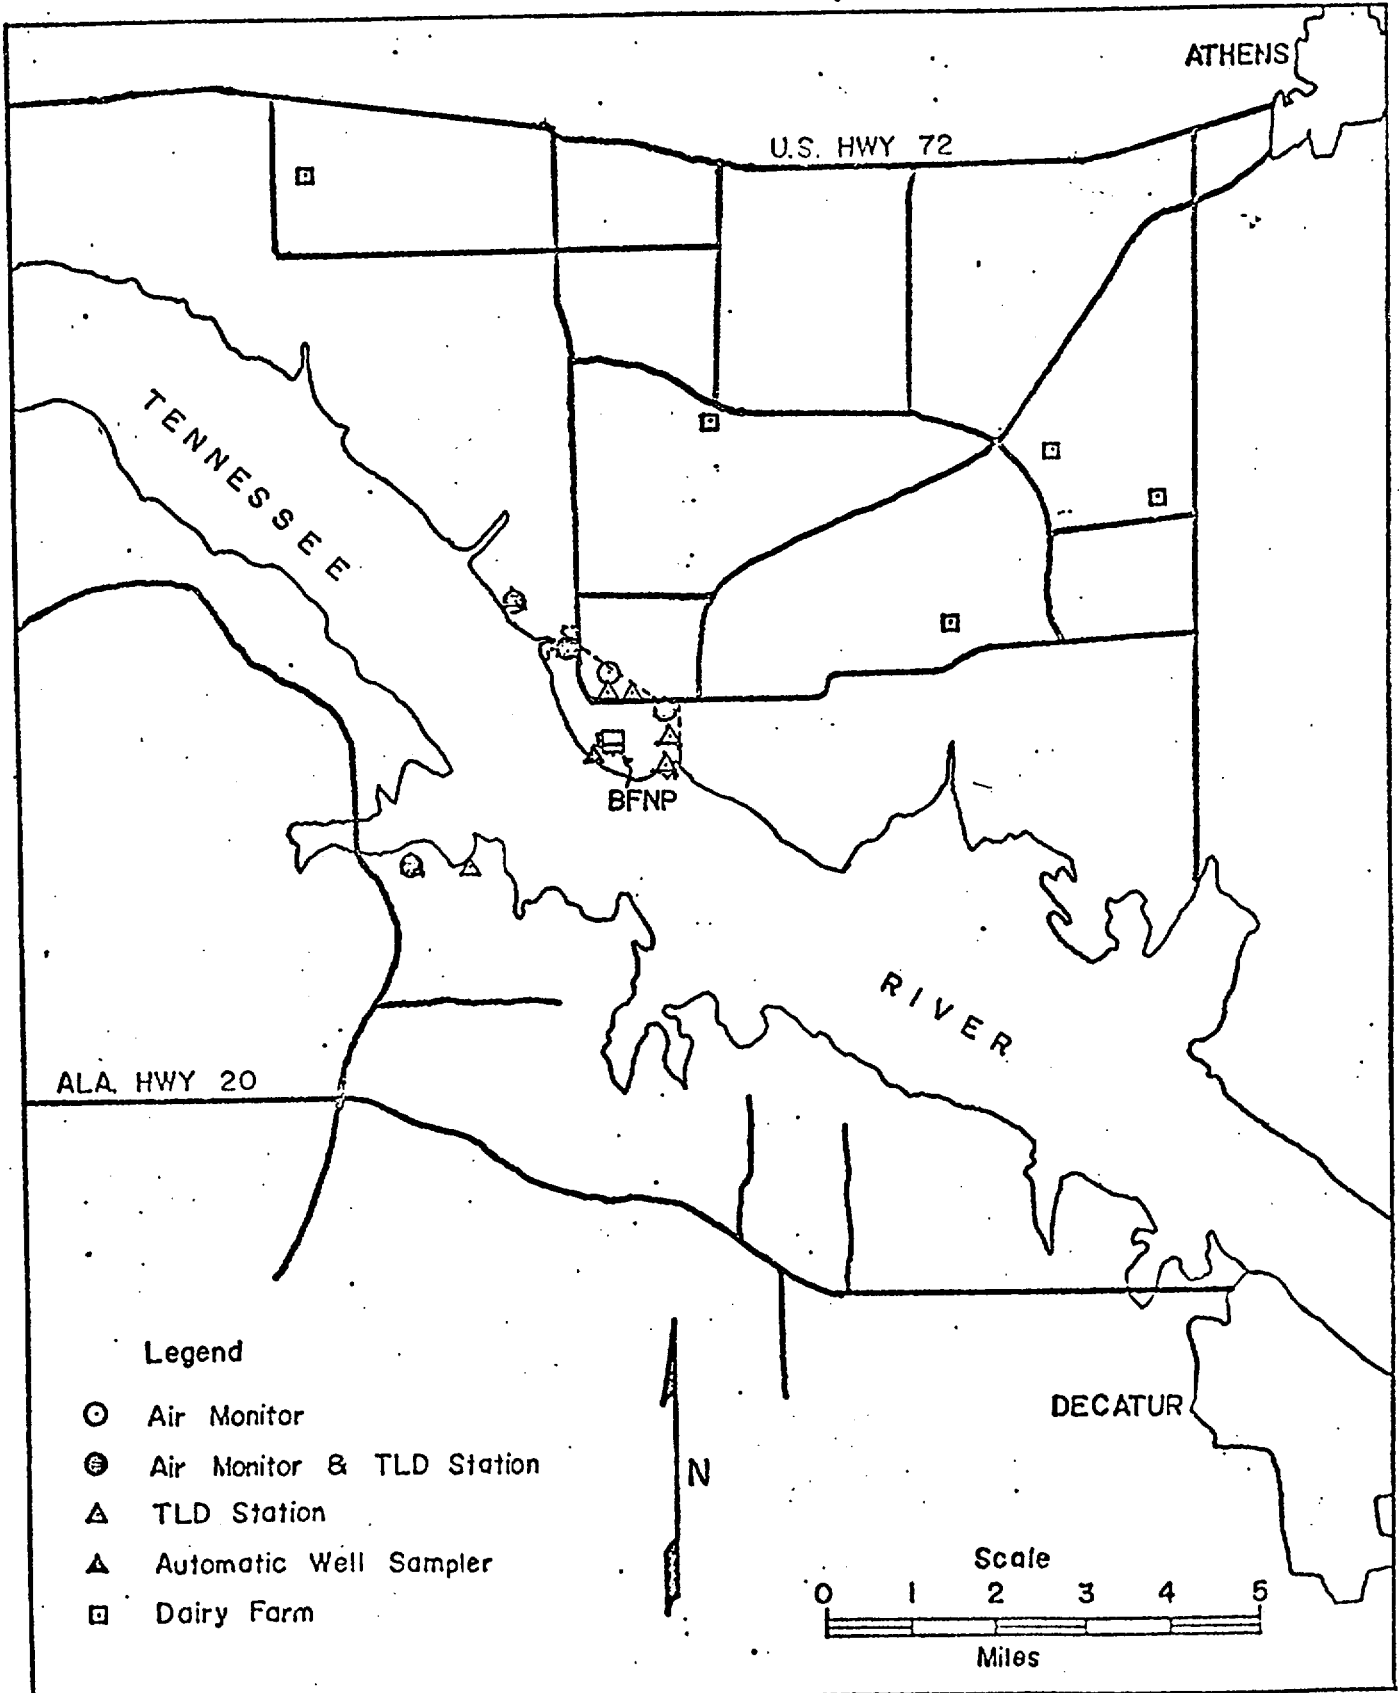 ATHENS
U.S. HWY 72
TENNESSEE
BFNP
RIVER
ALA. HWY 20
Legend
Air Monitor
Air Monitor & TLD Station
TLD Station
Automatic Well Sampler
Dairy Farm
N
DECATUR
Scale
0 1 2 3 4 5
Miles